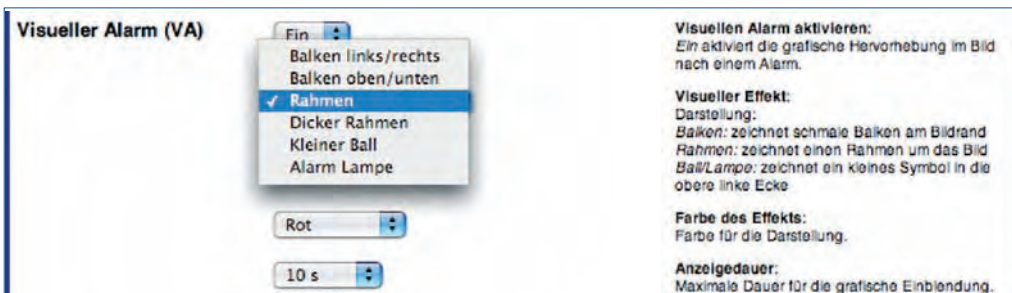 Visueller Alarm (VA)
Ein
Balken links/rechts
Balken oben/unten
✓ Rahmen
Dicker Rahmen
Kleiner Ball
Alarm Lampe
Rot
10 s
Visuellen Alarm aktivieren:
Ein aktiviert die grafische Hervorhebung im Bild
nach einem Alarm.
Visueller Effekt:
Darstellung:
Balken: zeichnet schmale Balken am Bildrand
Rahmen: zeichnet einen Rahmen um das Bild
Ball/Lampe: zeichnet ein kleines Symbol in die
obere linke Ecke
Farbe des Effekts:
Farbe für die Darstellung.
Anzeigedauer:
Maximale Dauer für die grafische Einblendung.